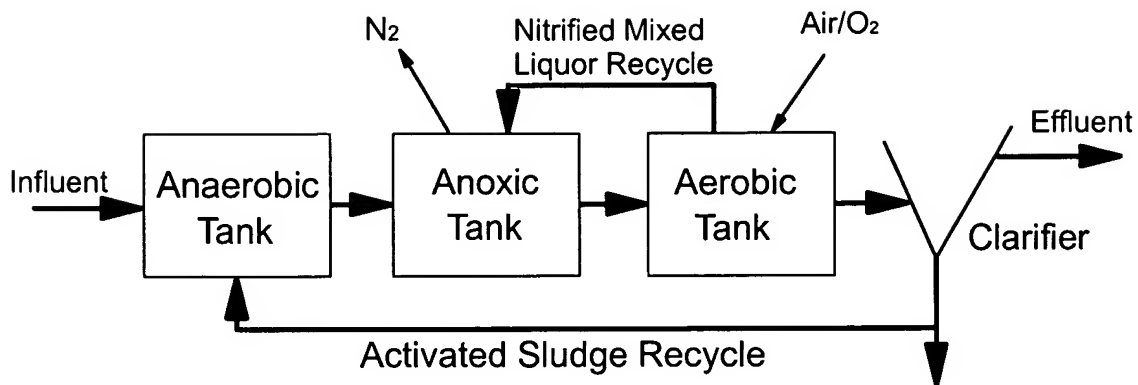 N₂
Nitrified Mixed
Liquor Recycle
Air/O₂
Effluent
Influent
Anaerobic
Tank
Anoxic
Tank
Aerobic
Tank
Clarifier
Activated Sludge Recycle